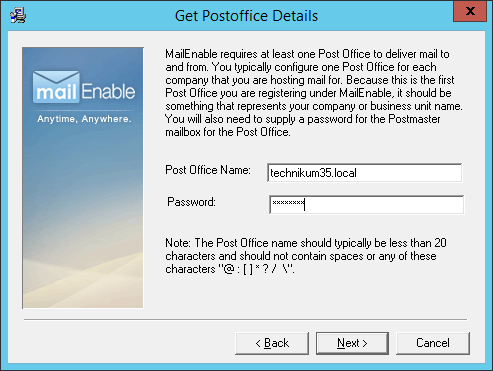 Get Postoffice Details
x
mailEnable
Anytime, Anywhere.
MailEnable requires at least one Post Office to deliver mail to
and from. You typically configure one Post Office for each
company that you are hosting mail for. Because this is the first
Post Office you are registering under MailEnable, it should be
something that represents your company or business unit name.
You will also need to supply a password for the Postmaster
mailbox for the Post Office.
Post Office Name:
technikum35.local
Password:
********
Note: The Post Office name should typically be less than 20
characters and should not contain spaces or any of these
characters "@ : [ ] * ? / \".
< Back
Next >
Cancel